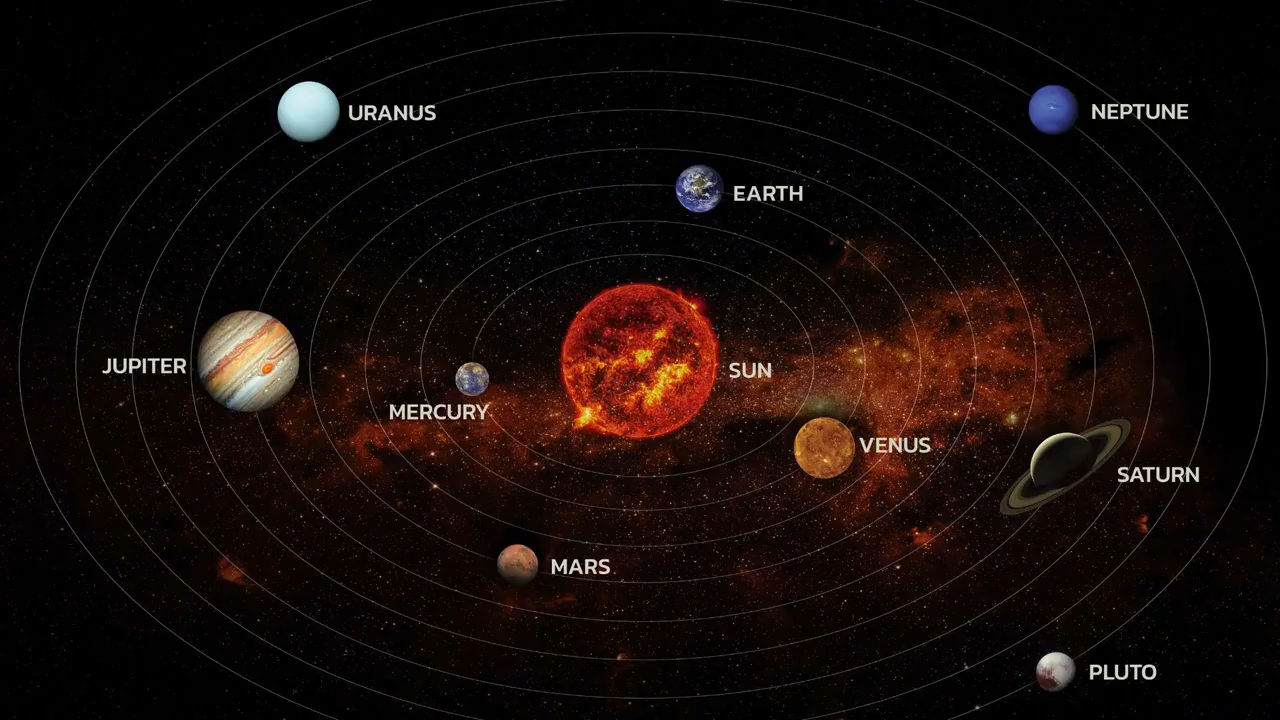 URANUS
NEPTUNE
EARTH
JUPITER
SUN
MERCURY
VENUS
SATURN
MARS
PLUTO